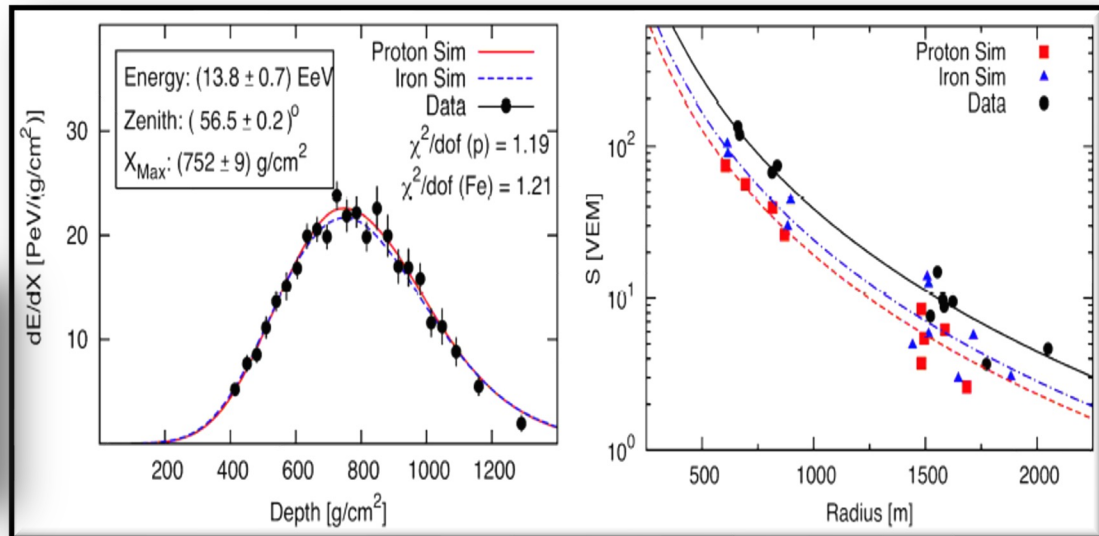 Proton Sim
Iron Sim
Data
Energy: (13.8 ± 0.7) EeV
Zenith: ( 56.5 ± 0.2)⁰
X_Max: (752 ± 9) g/cm²
χ²/dof (p) = 1.19
χ²/dof (Fe) = 1.21
dE/dX [PeV/(g/cm²)]
30
20
10
200 400 600 800 1000 1200
Depth [g/cm²]
Proton Sim
Iron Sim
Data
S [VEM]
10²
10¹
10⁰
500 1000 1500 2000
Radius [m]